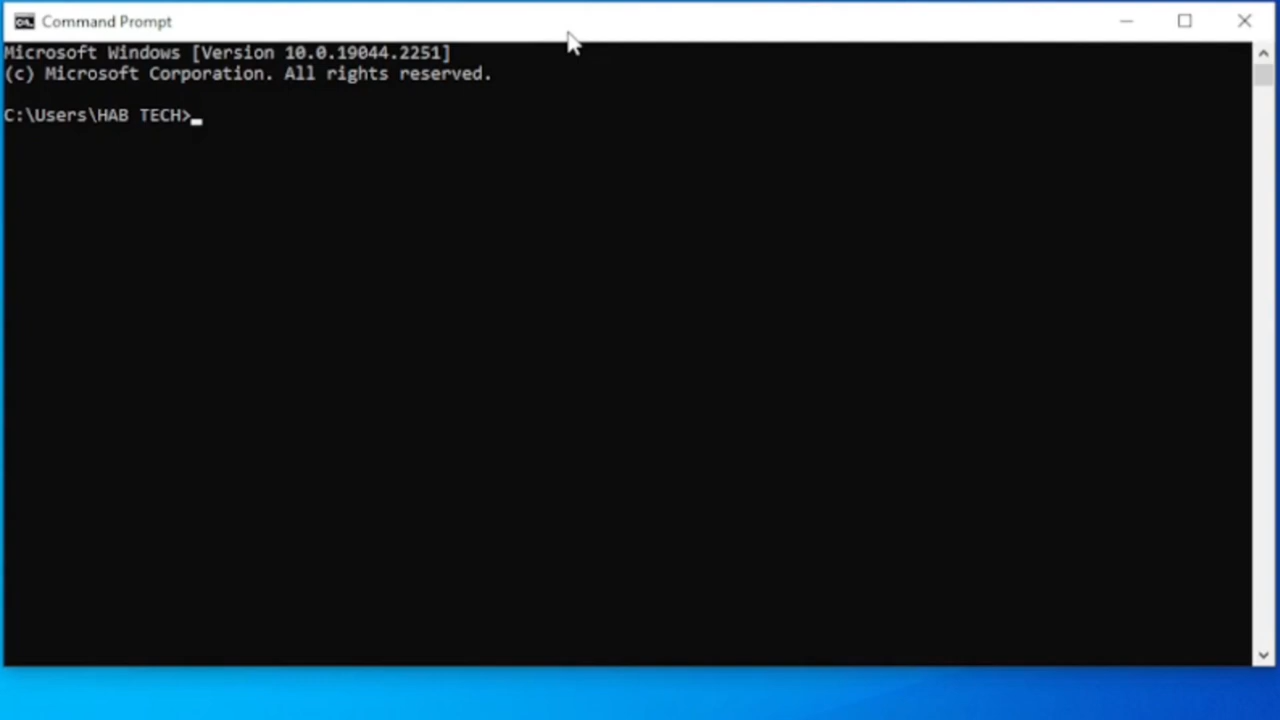 Command Prompt
Microsoft Windows [Version 10.0.19044.2251]
(c) Microsoft Corporation. All rights reserved.
C:\Users\HAB TECH>